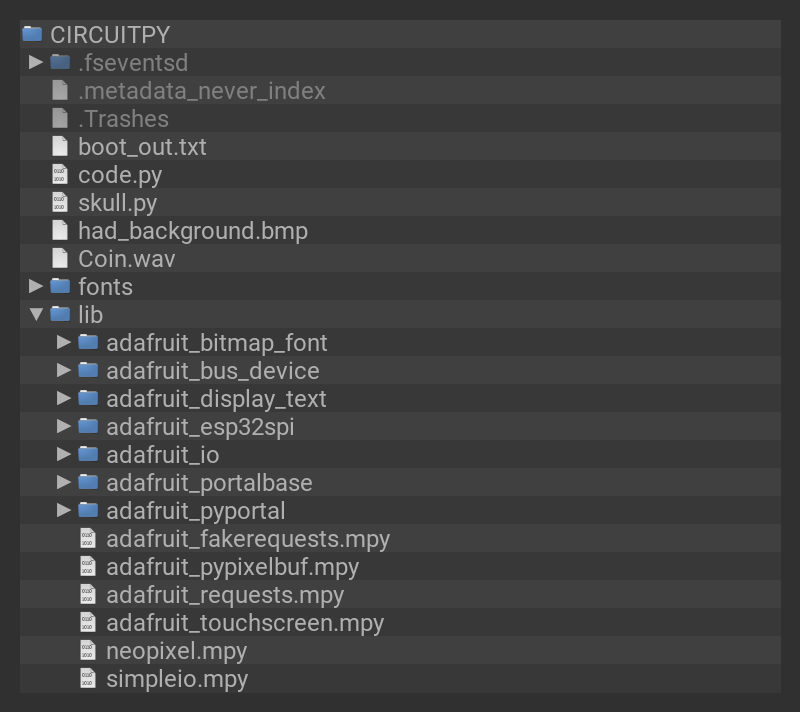 CIRCUITPY
.fseventsd
.metadata_never_index
.Trashes
boot_out.txt
code.py
skull.py
had_background.bmp
Coin.wav
fonts
lib
adafruit_bitmap_font
adafruit_bus_device
adafruit_display_text
adafruit_esp32spi
adafruit_io
adafruit_portalbase
adafruit_pyportal
adafruit_fakerequests.mpy
adafruit_pypixelbuf.mpy
adafruit_requests.mpy
adafruit_touchscreen.mpy
neopixel.mpy
simpleio.mpy